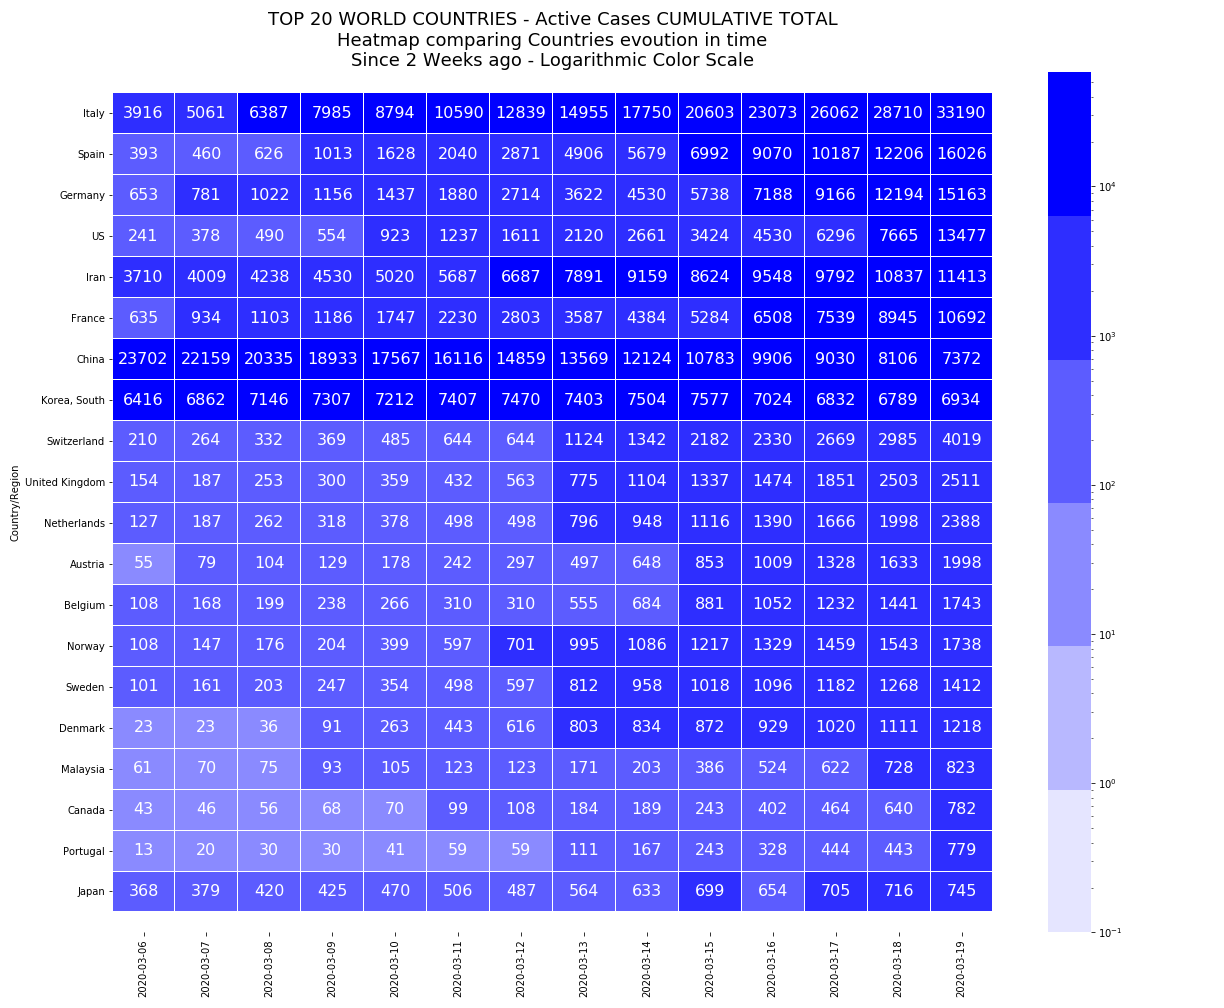 TOP 20 WORLD COUNTRIES - Active Cases CUMULATIVE TOTAL
Heatmap comparing Countries evoution in time
Since 2 Weeks ago - Logarithmic Color Scale
Italy 3916 5061 6387 7985 8794 10590 12839 14955 17750 20603 23073 26062 28710 33190
Spain 393 460 626 1013 1628 2040 2871 4906 5679 6992 9070 10187 12206 16026
Germany 653 781 1022 1156 1437 1880 2714 3622 4530 5738 7188 9166 12194 15163
US 241 378 490 554 923 1237 1611 2120 2661 3424 4530 6296 7665 13477
Iran 3710 4009 4238 4530 5020 5687 6687 7891 9159 8624 9548 9792 10837 11413
France 635 934 1103 1186 1747 2230 2803 3587 4384 5284 6508 7539 8945 10692
China 23702 22159 20335 18933 17567 16116 14859 13569 12124 10783 9906 9030 8106 7372
Korea, South 6416 6862 7146 7307 7212 7407 7470 7403 7504 7577 7024 6832 6789 6934
Switzerland 210 264 332 369 485 644 644 1124 1342 2182 2330 2669 2985 4019
United Kingdom 154 187 253 300 359 432 563 775 1104 1337 1474 1851 2503 2511
Netherlands 127 187 262 318 378 498 498 796 948 1116 1390 1666 1998 2388
Austria 55 79 104 129 178 242 297 497 648 853 1009 1328 1633 1998
Belgium 108 168 199 238 266 310 310 555 684 881 1052 1232 1441 1743
Norway 108 147 176 204 399 597 701 995 1086 1217 1329 1459 1543 1738
Sweden 101 161 203 247 354 498 597 812 958 1018 1096 1182 1268 1412
Denmark 23 23 36 91 263 443 616 803 834 872 929 1020 1111 1218
Malaysia 61 70 75 93 105 123 123 171 203 386 524 622 728 823
Canada 43 46 56 68 70 99 108 184 189 243 402 464 640 782
Portugal 13 20 30 30 41 59 59 111 167 243 328 444 443 779
Japan 368 379 420 425 470 506 487 564 633 699 654 705 716 745
Country/Region
2020-03-06 2020-03-07 2020-03-08 2020-03-09 2020-03-10 2020-03-11 2020-03-12 2020-03-13 2020-03-14 2020-03-15 2020-03-16 2020-03-17 2020-03-18 2020-03-19
10⁴
10³
10²
10¹
10⁰
10⁻¹